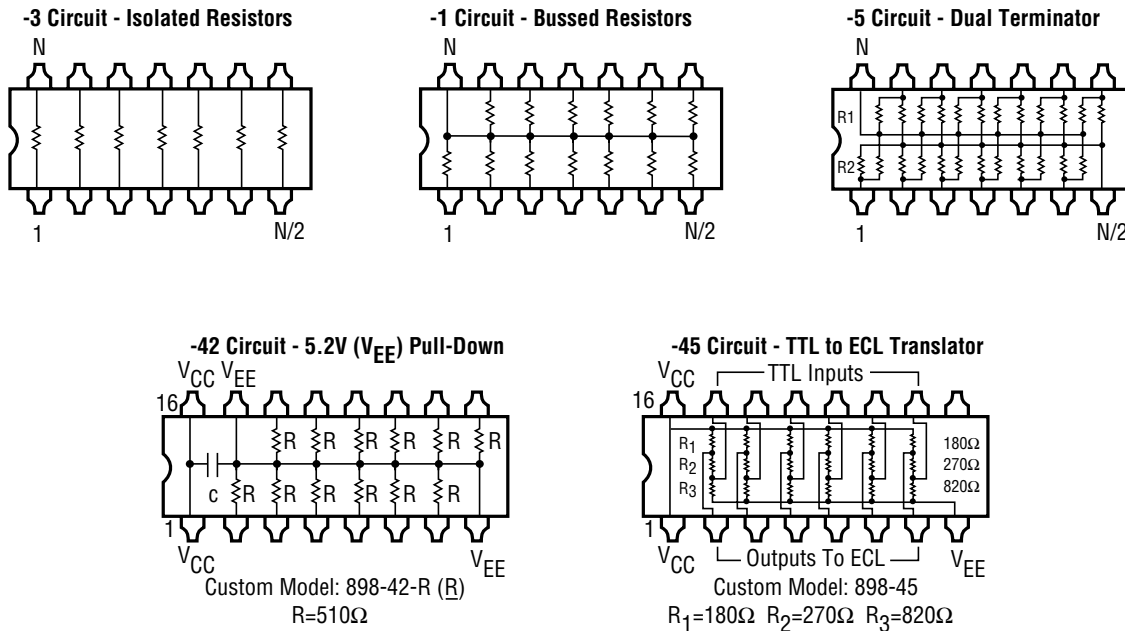 -3 Circuit - Isolated Resistors
N
1
N/2
-1 Circuit - Bussed Resistors
N
1
N/2
-5 Circuit - Dual Terminator
N
R1
R2
1
N/2
-42 Circuit - 5.2V (VEE) Pull-Down
VCC VEE
16
R R R R R R
C R R R R R R
1
VCC
VEE
Custom Model: 898-42-R (R)
R=510Ω
-45 Circuit - TTL to ECL Translator
VCC TTL Inputs
16
R1 180Ω
R2 270Ω
R3 820Ω
1
VCC Outputs To ECL VEE
Custom Model: 898-45
R1=180Ω R2=270Ω R3=820Ω